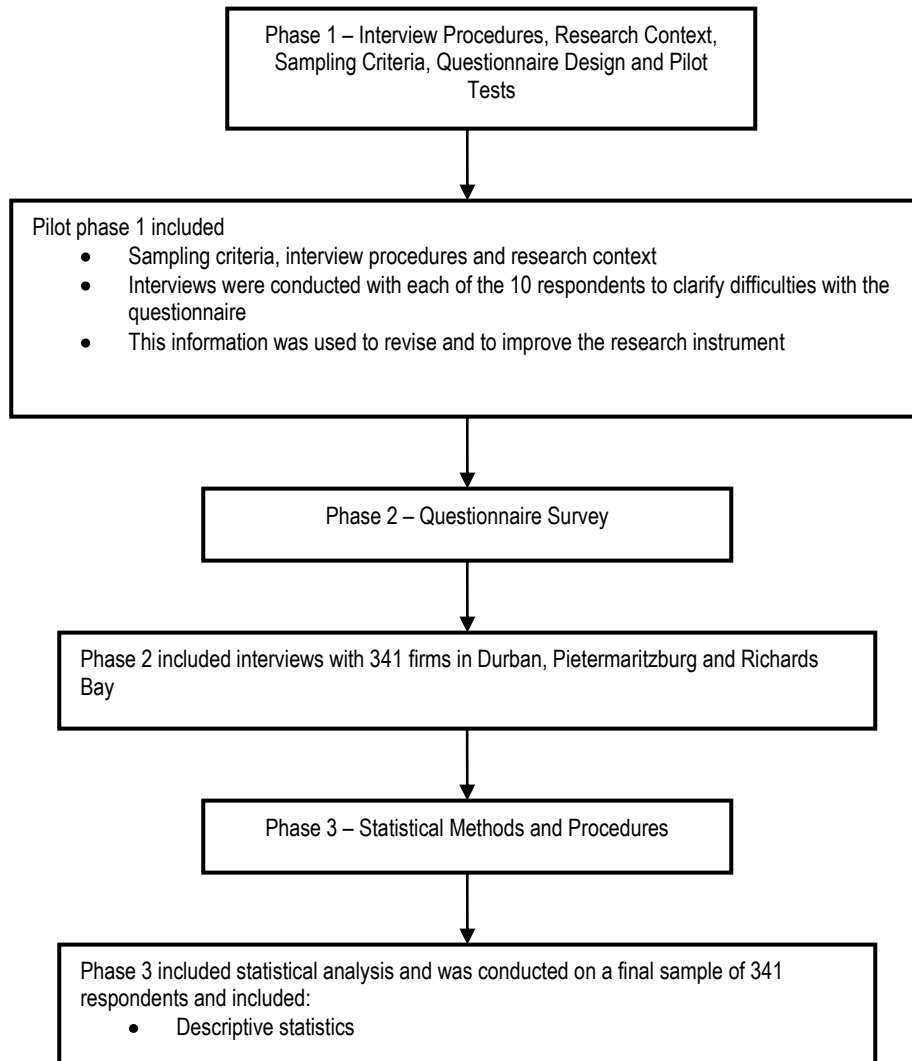 Phase 1 – Interview Procedures, Research Context,
Sampling Criteria, Questionnaire Design and Pilot
Tests
Pilot phase 1 included
• Sampling criteria, interview procedures and research context
• Interviews were conducted with each of the 10 respondents to clarify difficulties with the
questionnaire
• This information was used to revise and to improve the research instrument
Phase 2 – Questionnaire Survey
Phase 2 included interviews with 341 firms in Durban, Pietermaritzburg and Richards
Bay
Phase 3 – Statistical Methods and Procedures
Phase 3 included statistical analysis and was conducted on a final sample of 341
respondents and included:
• Descriptive statistics